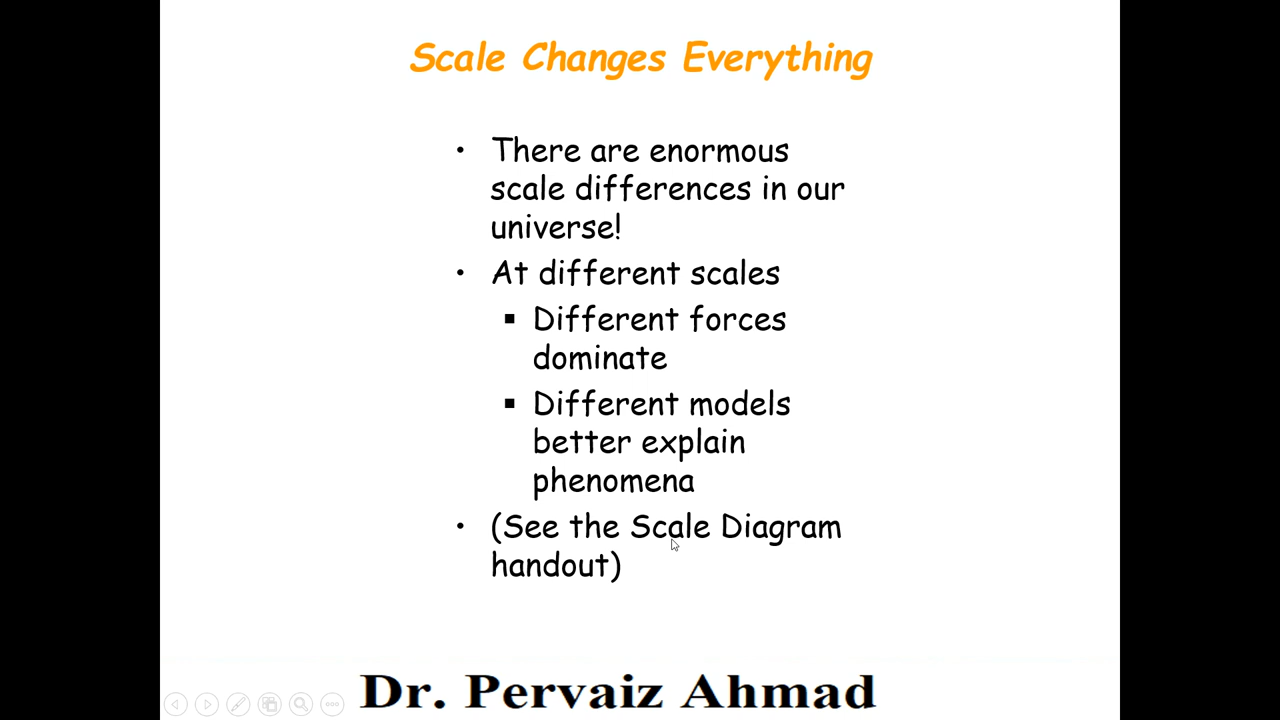 Scale Changes Everything
• There are enormous
scale differences in our
universe!
• At different scales
▪ Different forces
dominate
▪ Different models
better explain
phenomena
• (See the Scale Diagram
handout)
Dr. Pervaiz Ahmad